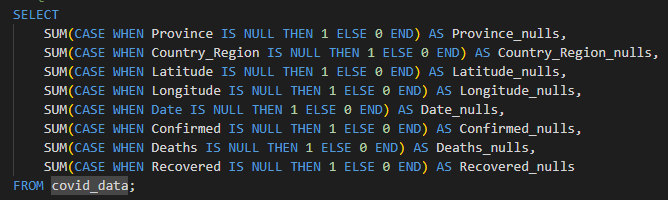 SELECT
SUM(CASE WHEN Province IS NULL THEN 1 ELSE 0 END) AS Province_nulls,
SUM(CASE WHEN Country_Region IS NULL THEN 1 ELSE 0 END) AS Country_Region_nulls,
SUM(CASE WHEN Latitude IS NULL THEN 1 ELSE 0 END) AS Latitude_nulls,
SUM(CASE WHEN Longitude IS NULL THEN 1 ELSE 0 END) AS Longitude_nulls,
SUM(CASE WHEN Date IS NULL THEN 1 ELSE 0 END) AS Date_nulls,
SUM(CASE WHEN Confirmed IS NULL THEN 1 ELSE 0 END) AS Confirmed_nulls,
SUM(CASE WHEN Deaths IS NULL THEN 1 ELSE 0 END) AS Deaths_nulls,
SUM(CASE WHEN Recovered IS NULL THEN 1 ELSE 0 END) AS Recovered_nulls
FROM covid_data;